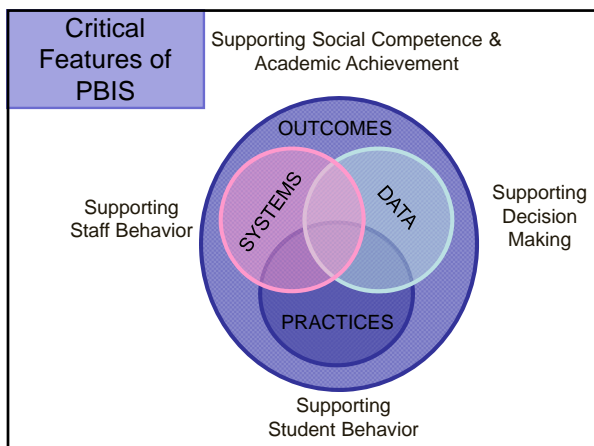 Critical
Features of
PBIS
Supporting Social Competence &
Academic Achievement
OUTCOMES
SYSTEMS
DATA
Supporting
Staff Behavior
Supporting
Decision
Making
PRACTICES
Supporting
Student Behavior